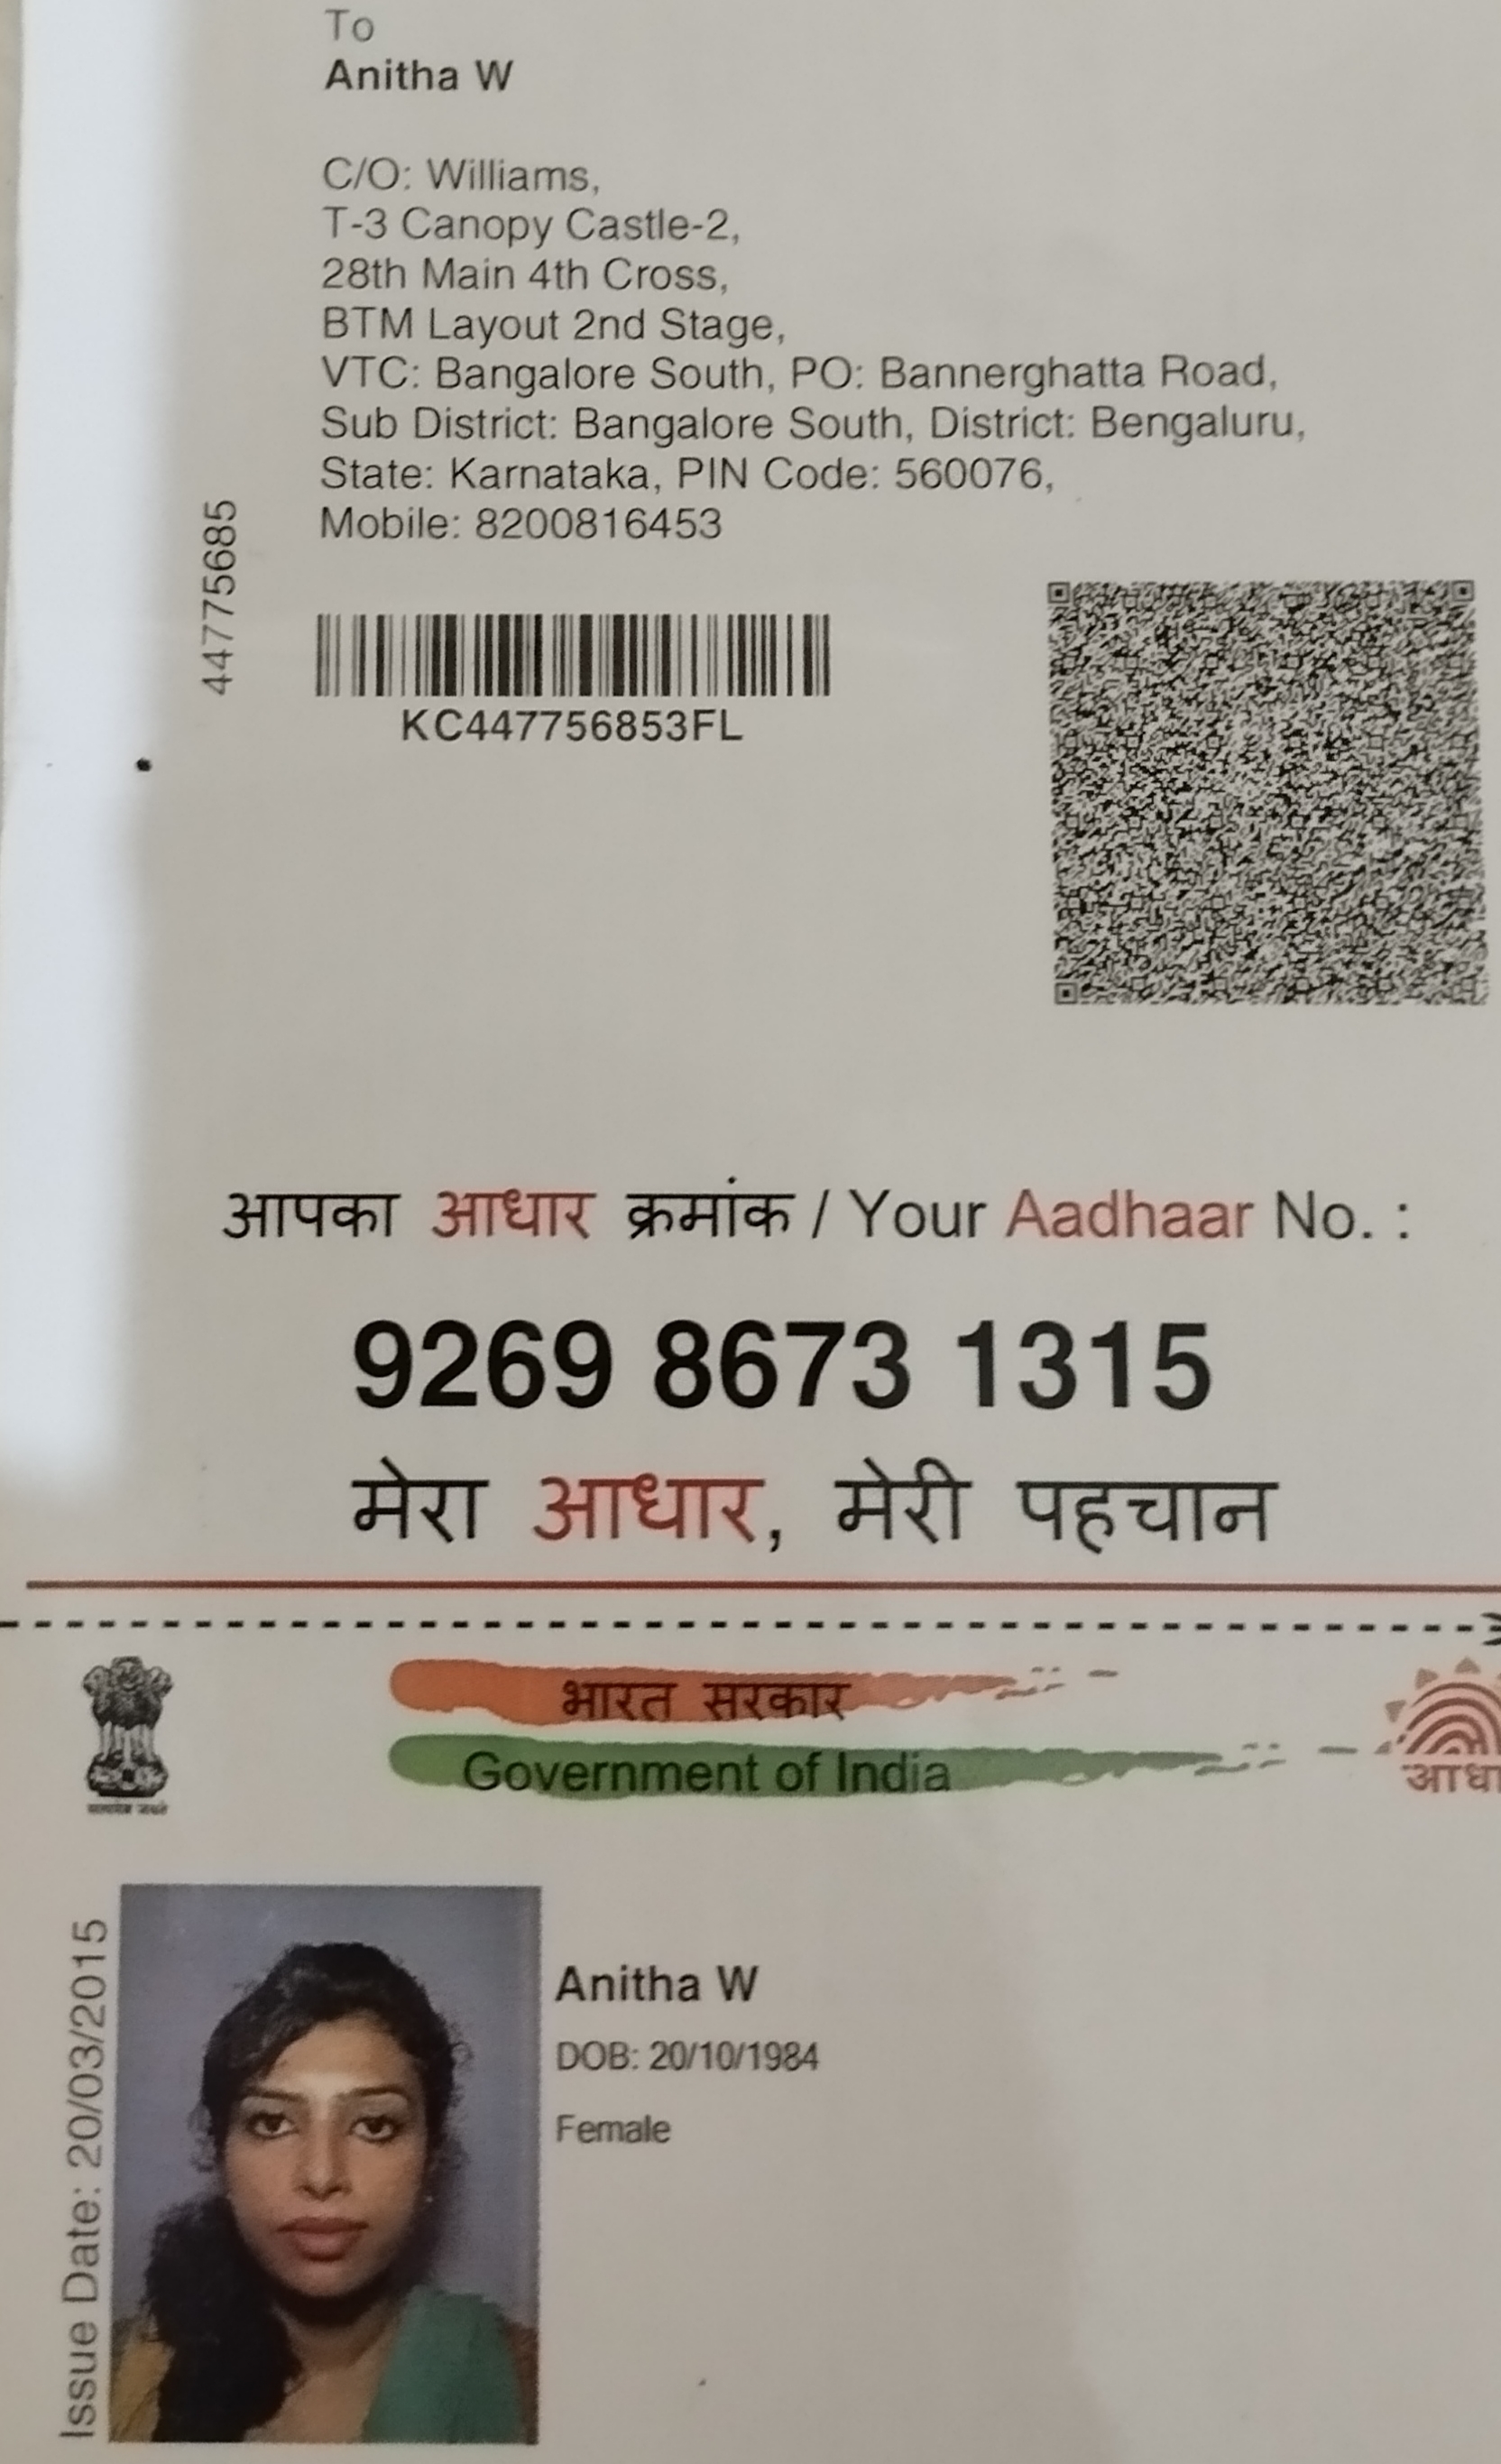 To
Anitha W
C/O: Williams,
T-3 Canopy Castle-2,
28th Main 4th Cross,
BTM Layout 2nd Stage,
VTC: Bangalore South, PO: Bannerghatta Road,
Sub District: Bangalore South, District: Bengaluru,
State: Karnataka, PIN Code: 560076,
Mobile: 8200816453
44775685
KC447756853FL
आपका आधार क्रमांक / Your Aadhaar No. :
9269 8673 1315
मेरा आधार, मेरी पहचान
भारत सरकार
Government of India
सत्यमेव जयते
Issue Date: 20/03/2015
Anitha W
DOB: 20/10/1984
Female